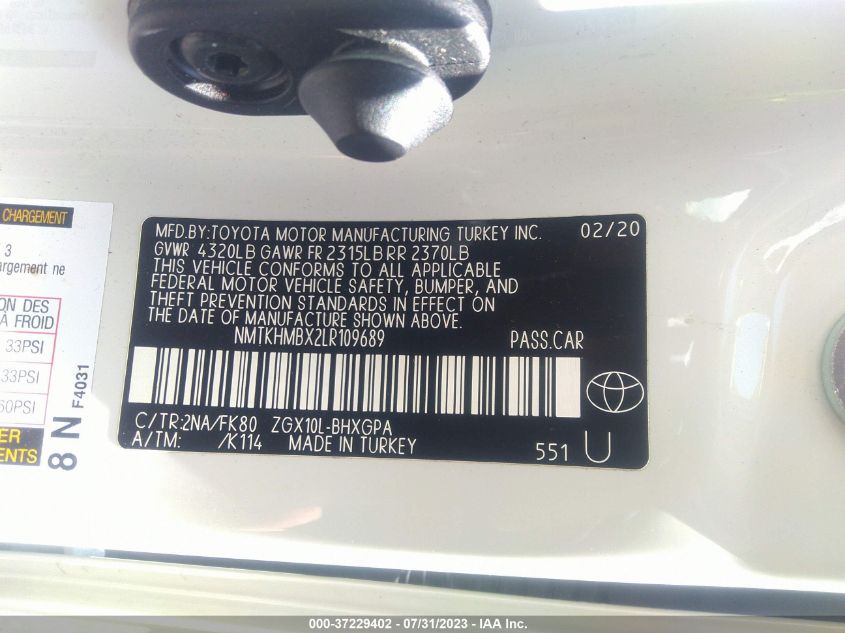 CHARGEMENT
3
argement ne
ON DES
À FROID
33PSI
33PSI
60PSI
ER
ENTS
8 N
F4031
MFD.BY:TOYOTA MOTOR MANUFACTURING TURKEY INC. 02/20
GVWR 4320LB GAWR FR 2315LB RR 2370LB
THIS VEHICLE CONFORMS TO ALL APPLICABLE
FEDERAL MOTOR VEHICLE SAFETY, BUMPER, AND
THEFT PREVENTION STANDARDS IN EFFECT ON
THE DATE OF MANUFACTURE SHOWN ABOVE.
NMTKHMBX2LR109689 PASS.CAR
C/TR:2NA/FK80 ZGX10L-BHXGPA
A/TM: /K114 MADE IN TURKEY
551 U
000-37229402 - 07/31/2023 - IAA Inc.